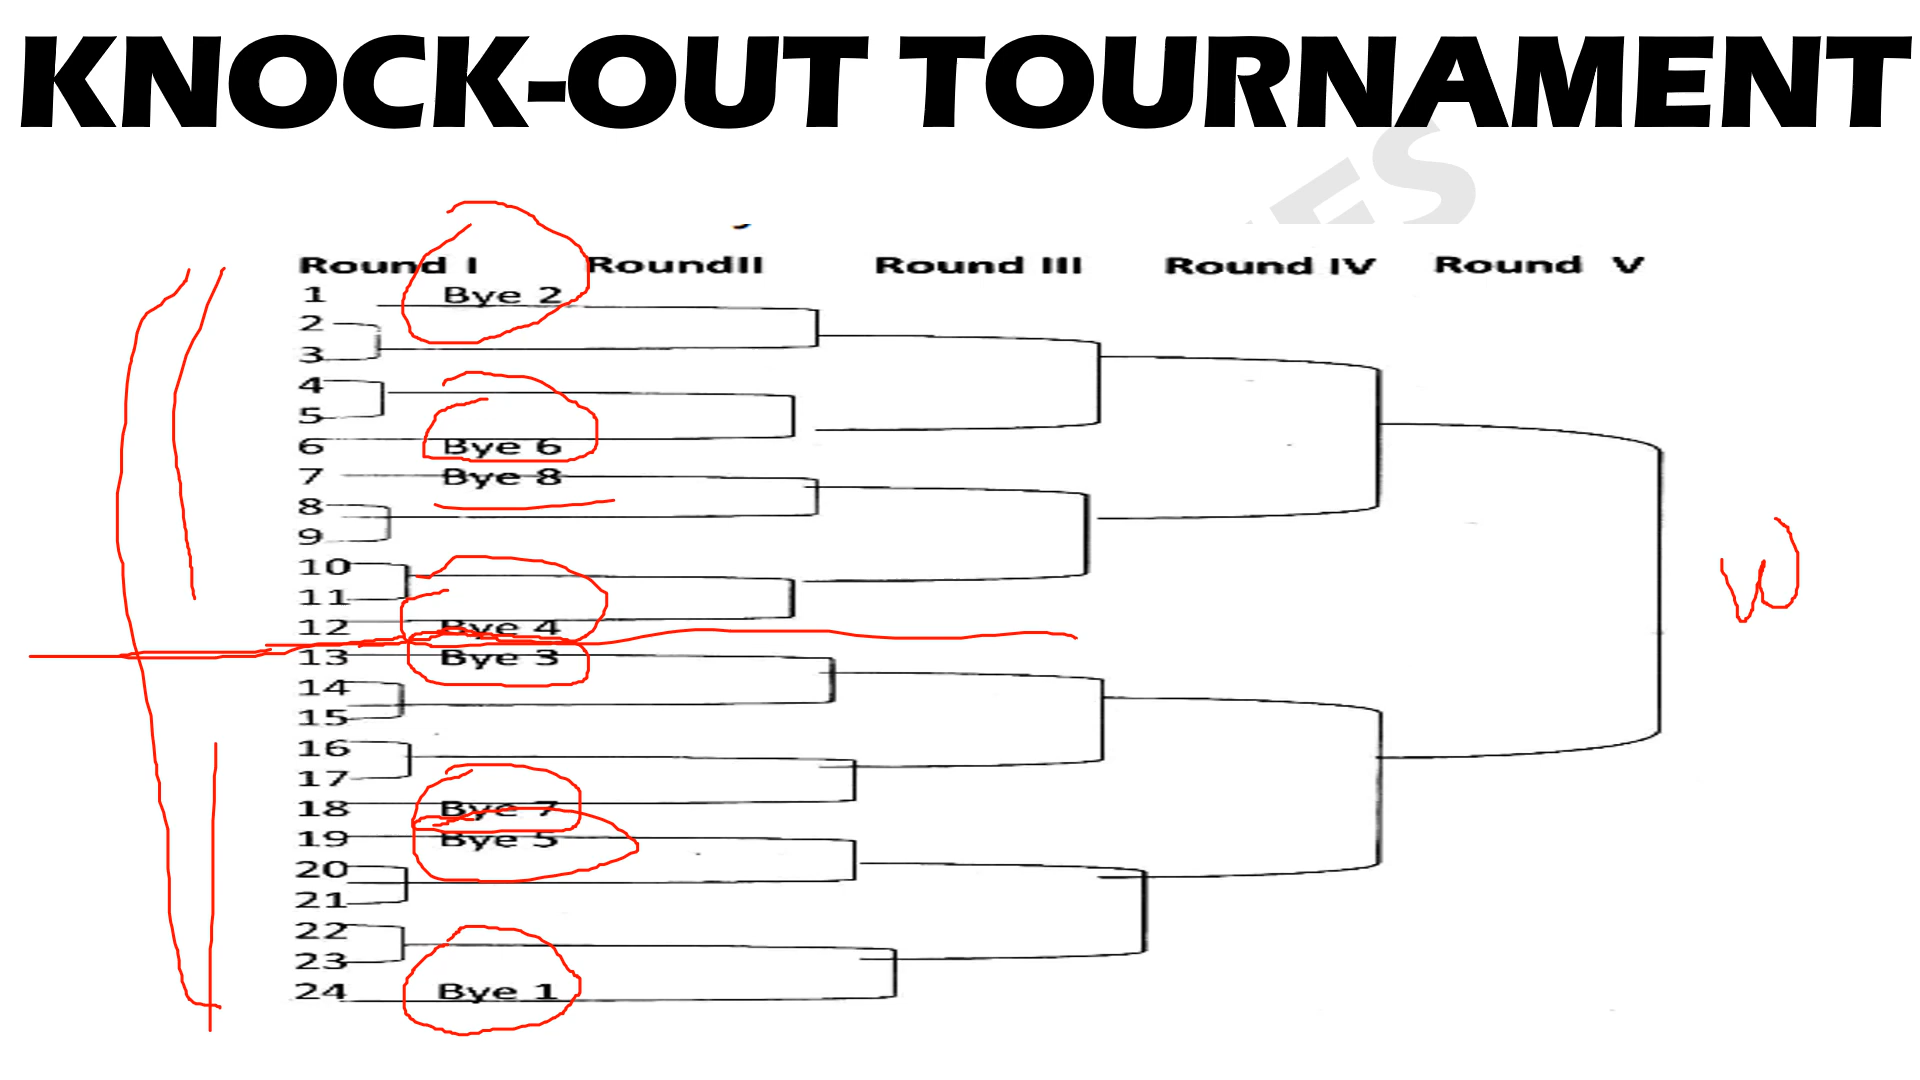 KNOCK-OUT TOURNAMENT
Round I RoundII Round III Round IV Round V
1 Bye 2
2
3
4
5
6 Bye 6
7 Bye 8
8
9
10
11
12 Bye 4
13 Bye 3
14
15
16
17
18 Bye 7
19 Bye 5
20
21
22
23
24 Bye 1
W